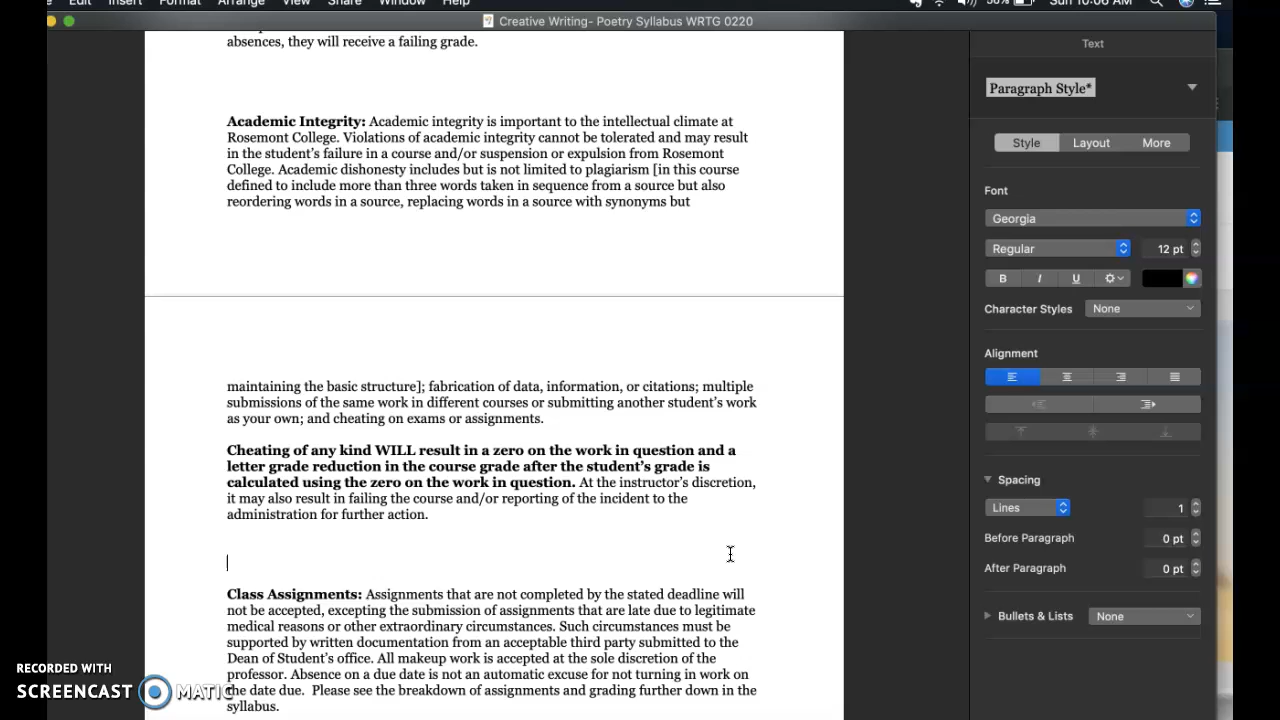 Edit Insert Format Arrange View Share Window Help 56% Sun 10:06 AM
Creative Writing- Poetry Syllabus WRTG 0220
absences, they will receive a failing grade.
Academic Integrity: Academic integrity is important to the intellectual climate at
Rosemont College. Violations of academic integrity cannot be tolerated and may result
in the student's failure in a course and/or suspension or expulsion from Rosemont
College. Academic dishonesty includes but is not limited to plagiarism [in this course
defined to include more than three words taken in sequence from a source but also
reordering words in a source, replacing words in a source with synonyms but
maintaining the basic structure]; fabrication of data, information, or citations; multiple
submissions of the same work in different courses or submitting another student's work
as your own; and cheating on exams or assignments.
Cheating of any kind WILL result in a zero on the work in question and a
letter grade reduction in the course grade after the student's grade is
calculated using the zero on the work in question. At the instructor's discretion,
it may also result in failing the course and/or reporting of the incident to the
administration for further action.
Class Assignments: Assignments that are not completed by the stated deadline will
not be accepted, excepting the submission of assignments that are late due to legitimate
medical reasons or other extraordinary circumstances. Such circumstances must be
supported by written documentation from an acceptable third party submitted to the
Dean of Student's office. All makeup work is accepted at the sole discretion of the
professor. Absence on a due date is not an automatic excuse for not turning in work on
the date due. Please see the breakdown of assignments and grading further down in the
syllabus.
Text
Paragraph Style*
Style Layout More
Font
Georgia
Regular 12 pt
B I U
Character Styles None
Alignment
Spacing
Lines 1
Before Paragraph 0 pt
After Paragraph 0 pt
Bullets & Lists None
RECORDED WITH
SCREENCAST MATIC